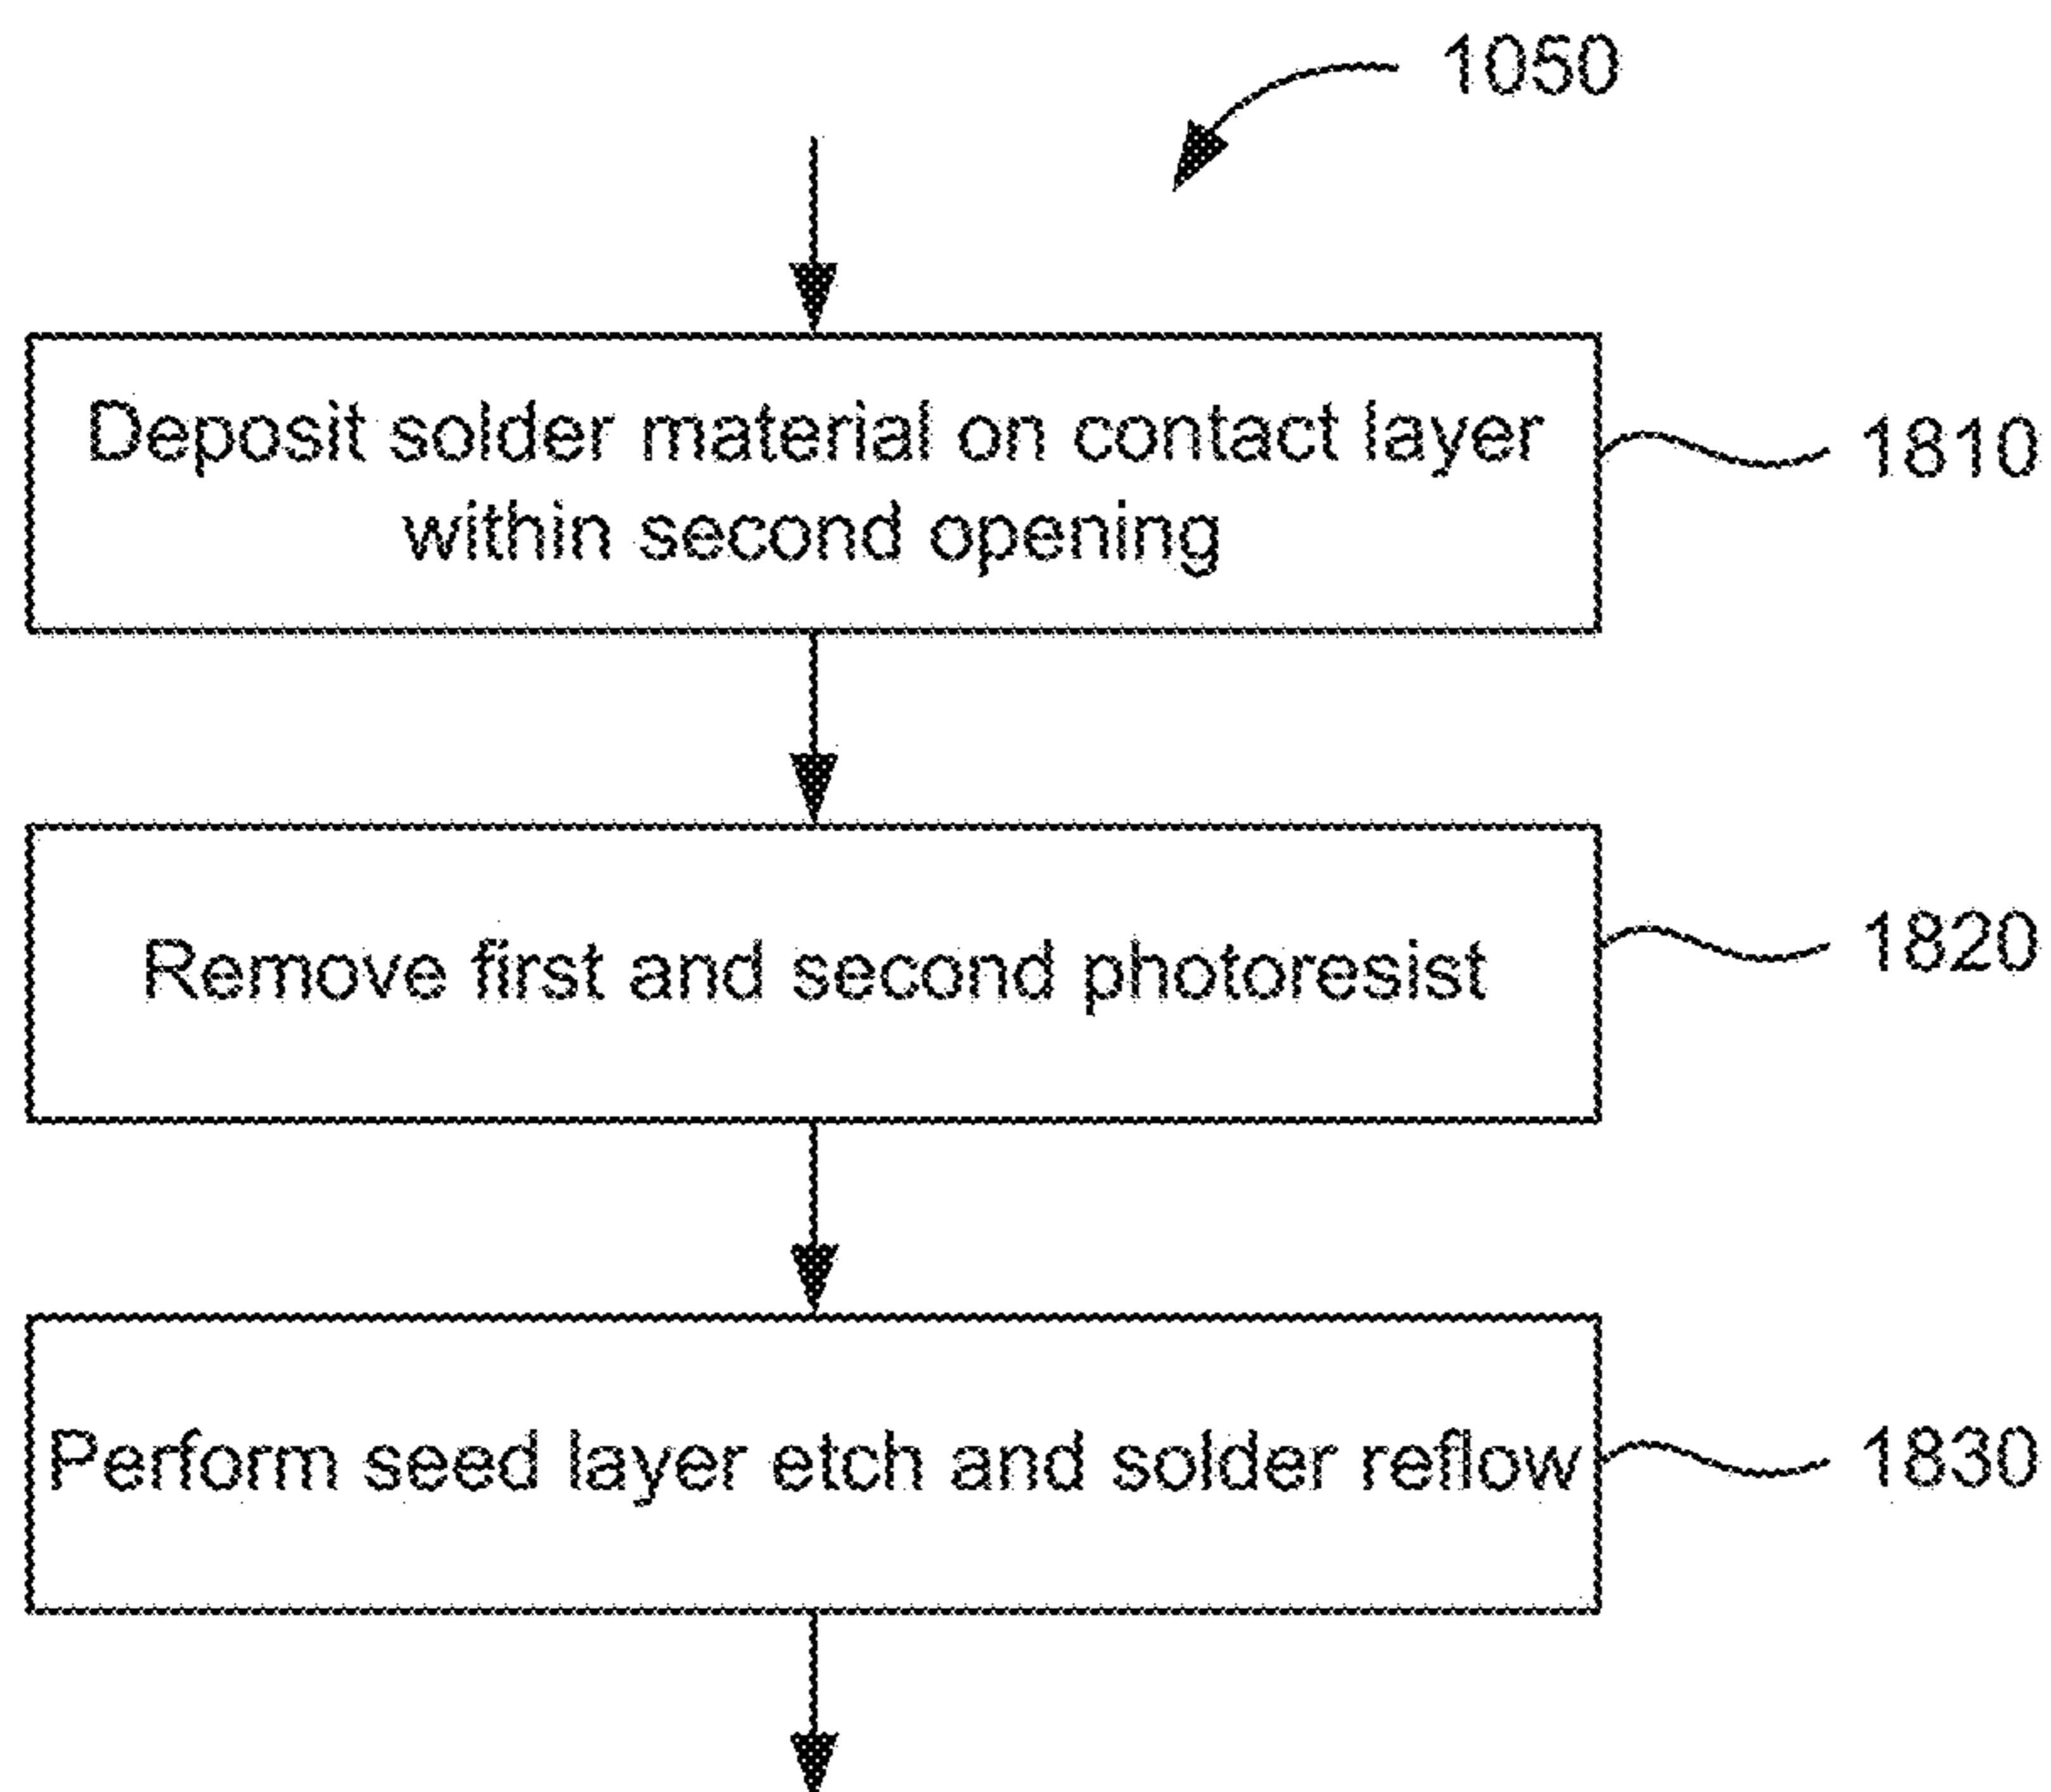 1050
Deposit solder material on contact layer
within second opening
1810
Remove first and second photoresist
1820
Perform seed layer etch and solder reflow
1830